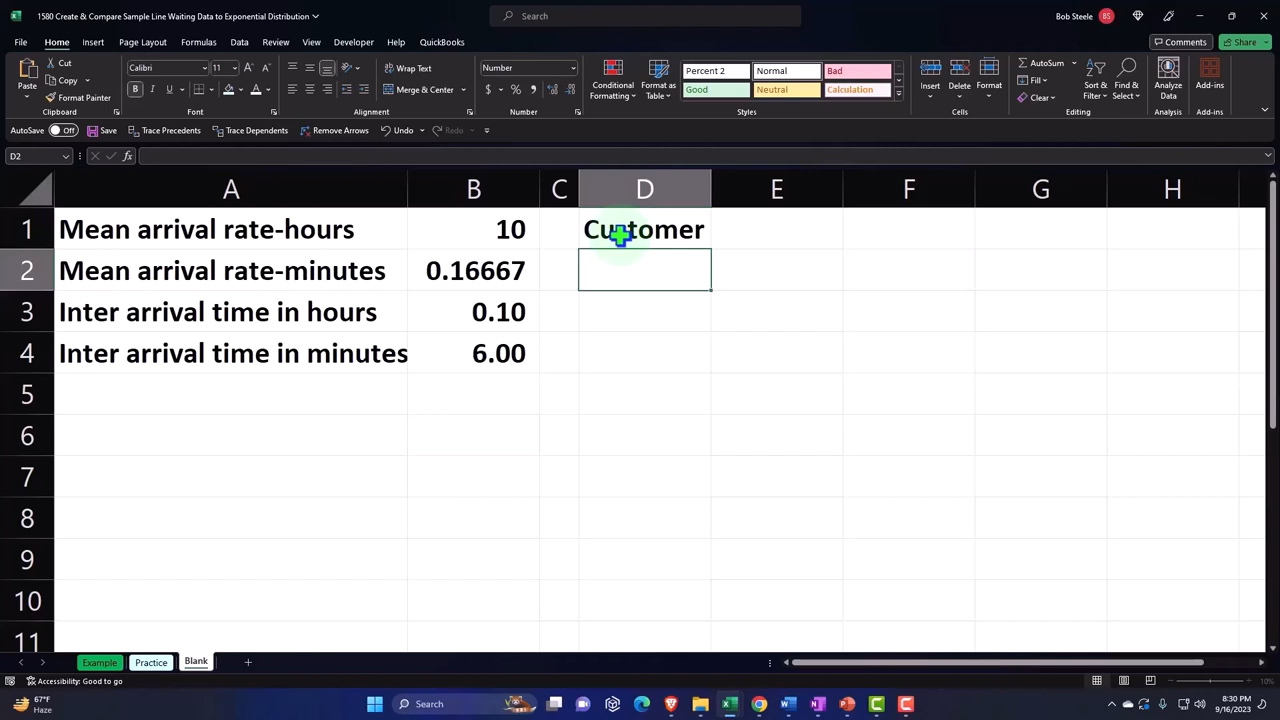 1580 Create & Compare Sample Line Waiting Data to Exponential Distribution
Search
Bob Steele BS
File Home Insert Page Layout Formulas Data Review View Developer Help QuickBooks
Comments Share
Paste Cut Copy Format Painter
Clipboard
Calibri 11
B I U
Font
Wrap Text
Merge & Center
Alignment
Number
$ %
Number
Conditional Formatting
Format as Table
Percent 2 Normal Bad
Good Neutral Calculation
Styles
Insert Delete Format
Cells
AutoSum
Fill
Clear
Sort & Filter
Find & Select
Editing
Analyze Data
Add-ins
Add-ins
AutoSave Off Save Trace Precedents Trace Dependents Remove Arrows Undo Redo
D2 fx
A B C D E F G H
1 Mean arrival rate-hours 10 Customer
2 Mean arrival rate-minutes 0.16667
3 Inter arrival time in hours 0.10
4 Inter arrival time in minutes 6.00
5
6
7
8
9
10
11
Example Practice Blank
Accessibility: Good to go
10%
67°F
Haze
Search
8:30 PM
9/16/2023